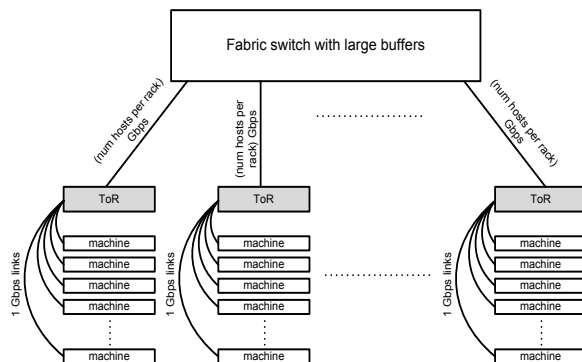 Fabric switch with large buffers
(num hosts per rack)
Gbps
(num hosts per
rack) Gbps
(num hosts per rack)
Gbps
ToR
ToR
ToR
1 Gbps links
machine
machine
machine
machine
machine
1 Gbps links
machine
machine
machine
machine
machine
1 Gbps links
machine
machine
machine
machine
machine